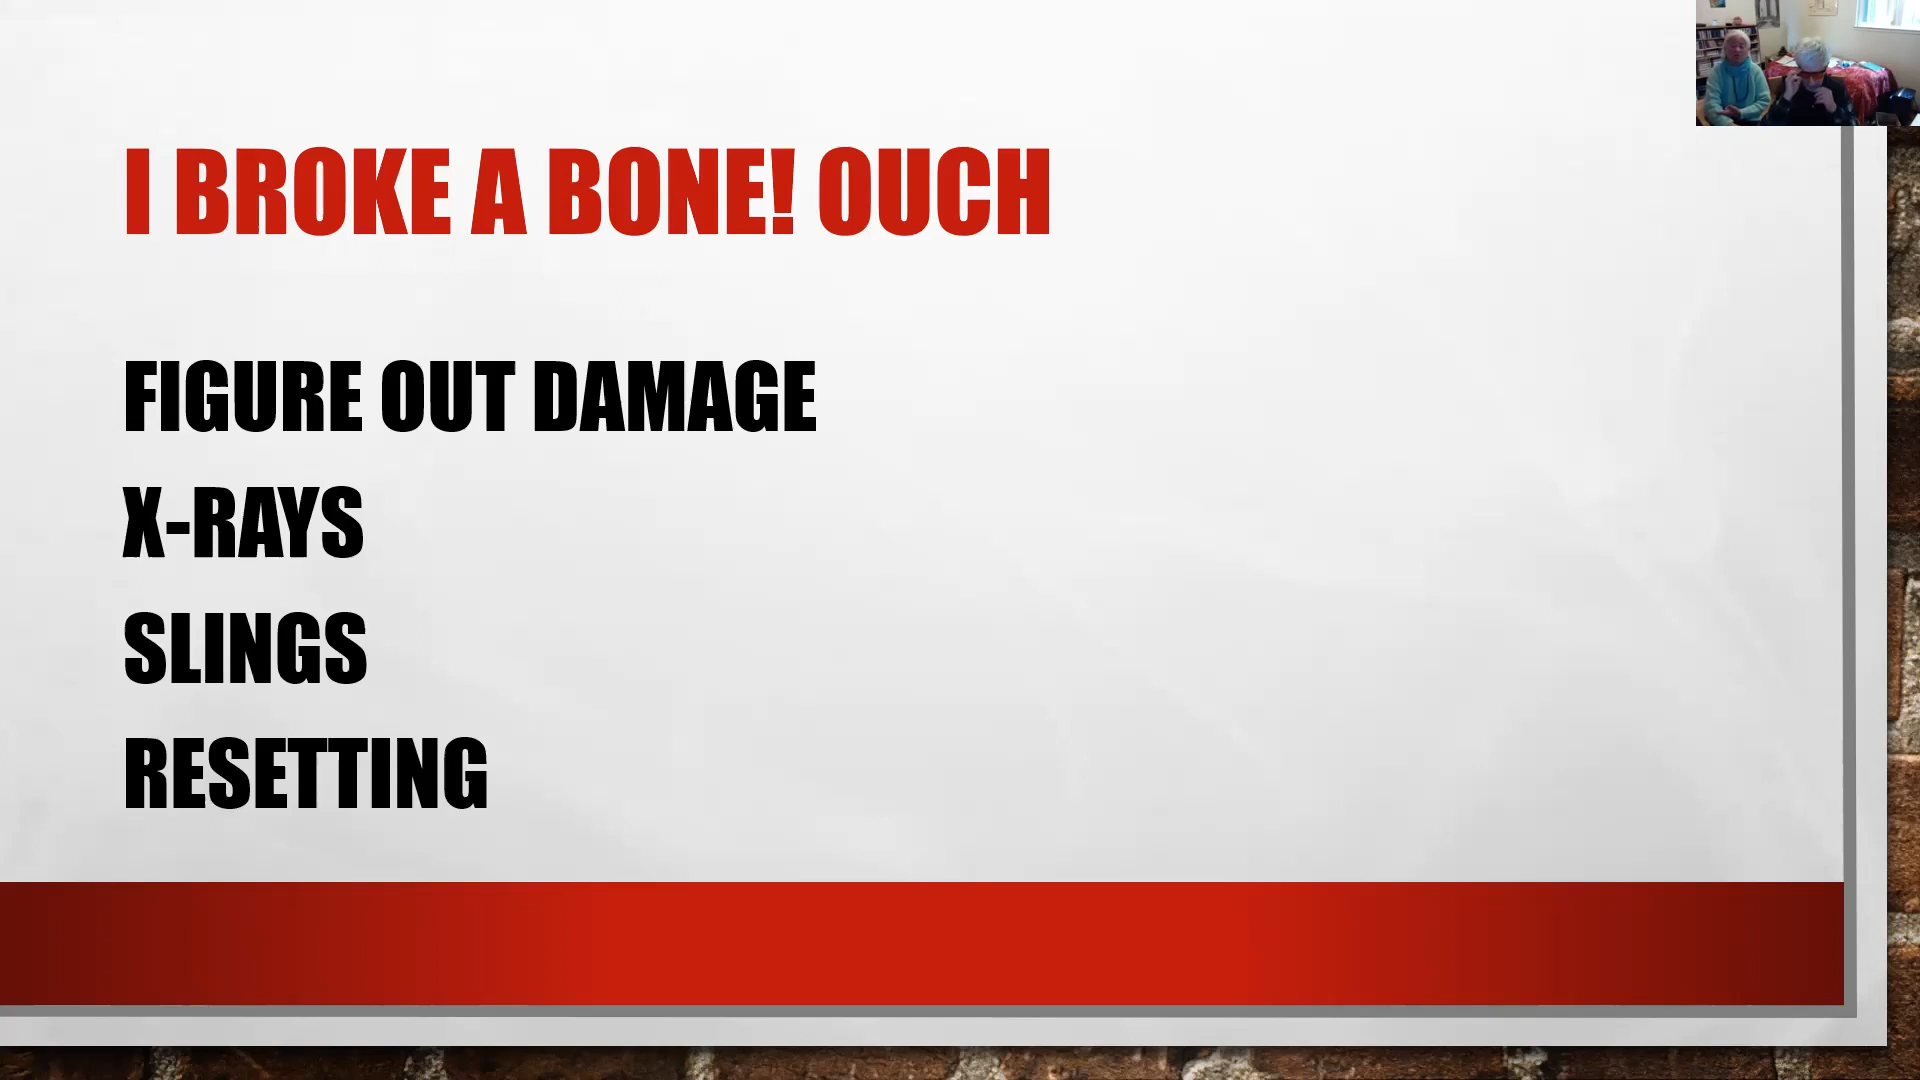 I BROKE A BONE! OUCH
FIGURE OUT DAMAGE
X-RAYS
SLINGS
RESETTING